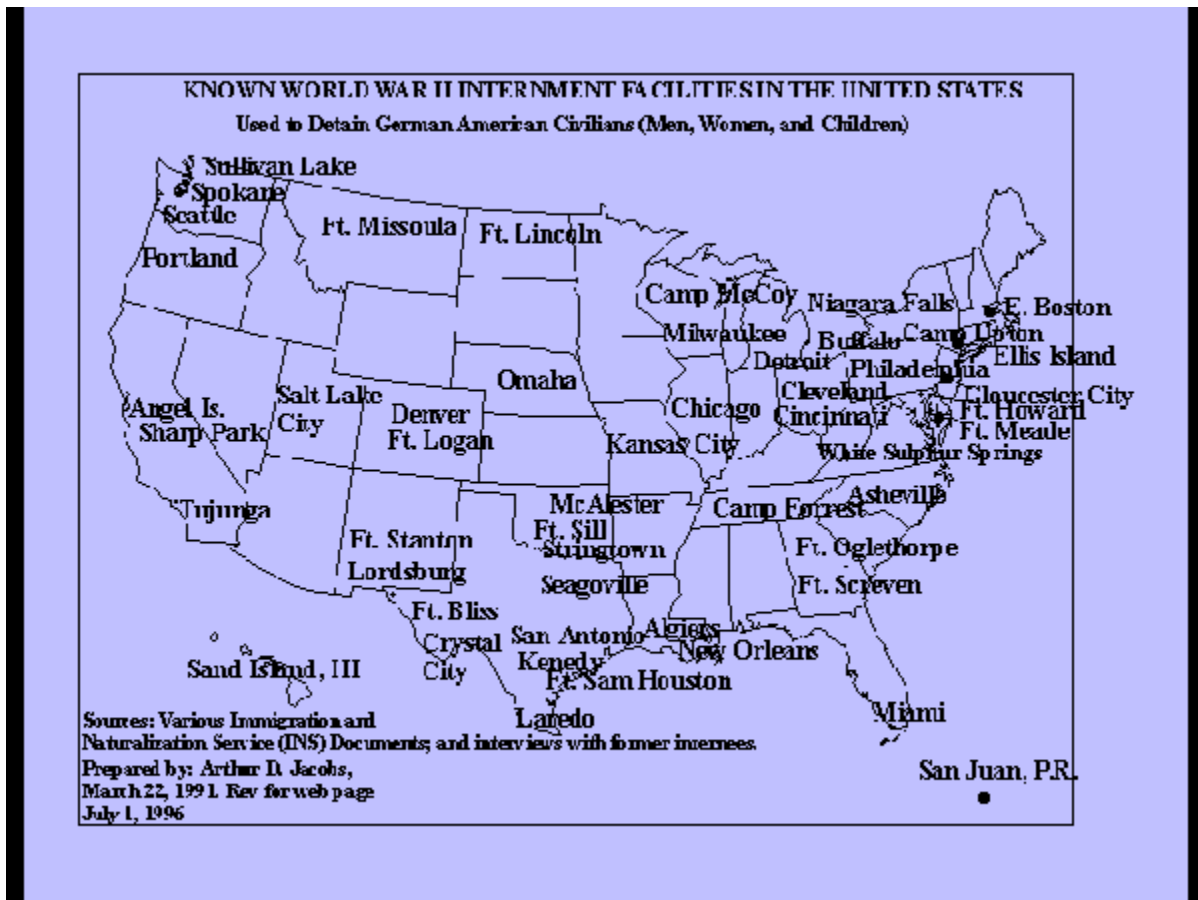 KNOWN WORLD WAR II INTERNMENT FACILITIES IN THE UNITED STATES
Used to Detain German American Civilians (Men, Women, and Children)
Sullivan Lake
Spokane
Seattle
Ft. Missoula
Ft. Lincoln
Portland
Camp McCoy
Niagara Falls
E. Boston
Milwaukee
Buffalo
Camp Upton
Detroit
Ellis Island
Philadelphia
Omaha
Salt Lake
City
Cleveland
Gloucester City
Angel Is.
Denver
Chicago
Cincinnati
Ft. Howard
Sharp Park
Ft. Logan
Kansas City
Ft. Meade
White Sulphur Springs
Tujunga
McAlester
Camp Forrest
Asheville
Ft. Stanton
Ft. Sill
Stringtown
Ft. Oglethorpe
Lordsburg
Seagoville
Ft. Screven
Ft. Bliss
Crystal
City
San Antonio
Algiers
New Orleans
Sand Island, HI
Kenedy
Ft. Sam Houston
Laredo
Miami
Sources: Various Immigration and
Naturalization Service (INS) Documents; and interviews with former internees.
Prepared by: Arthur D. Jacobs,
March 22, 1991. Rev for web page
July 1, 1996
San Juan, P.R.